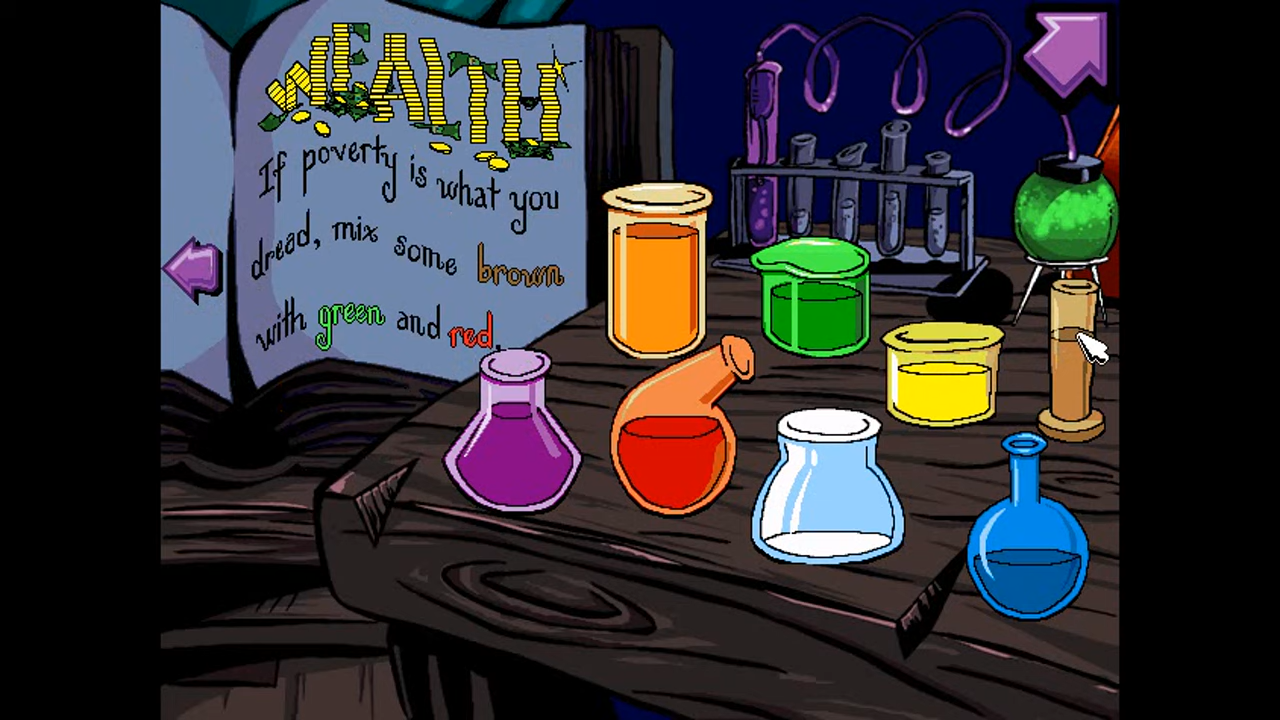 WEALTH
If poverty is what you
dread, mix some brown
with green and red.